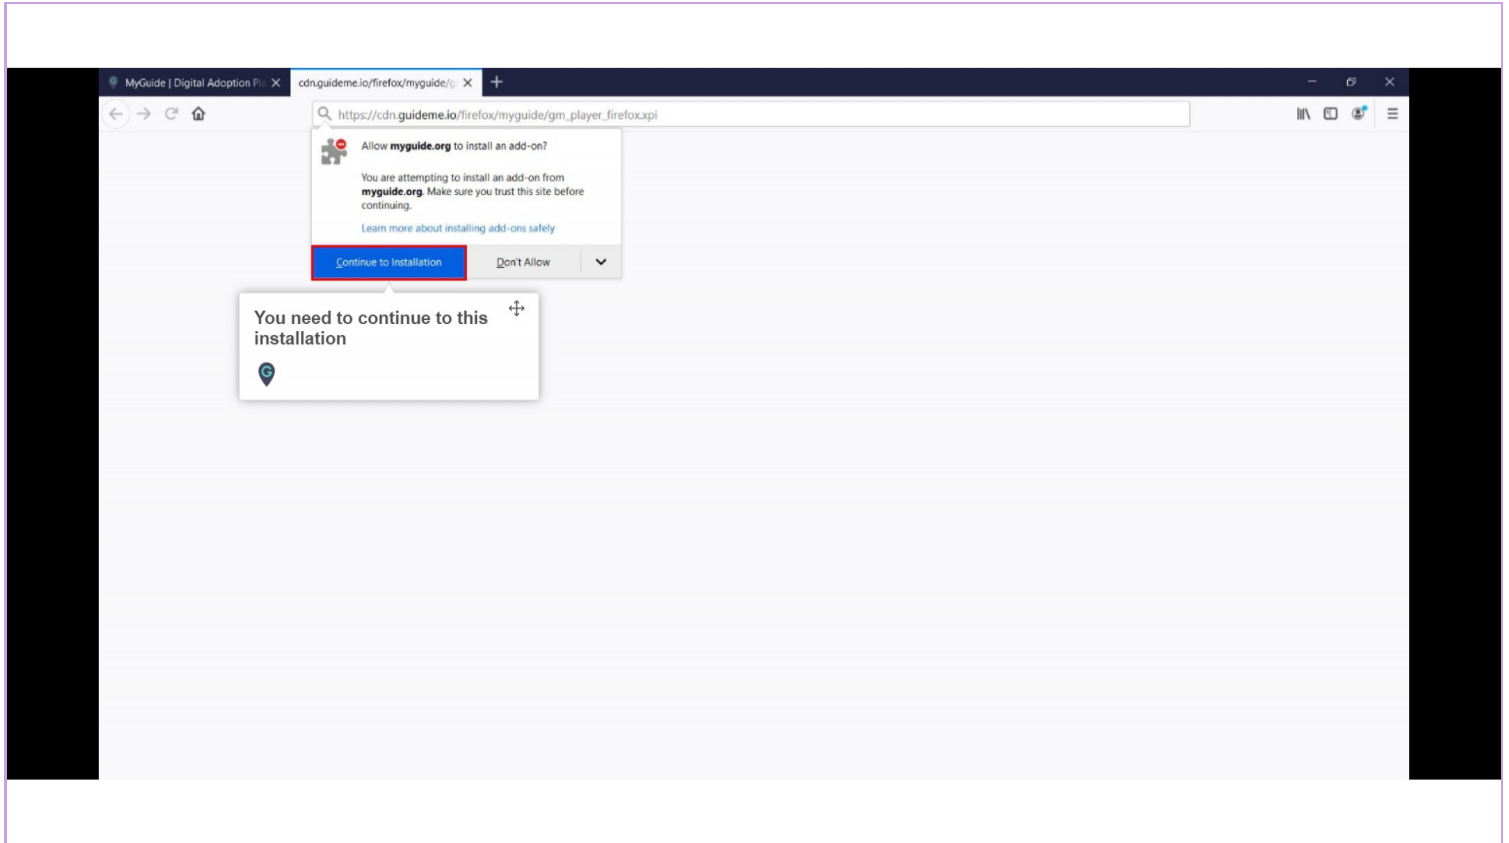 MyGuide | Digital Adoption Pla
cdn.guideme.io/firefox/myguide/g
https://cdn.guideme.io/firefox/myguide/gm_player_firefox.xpi
Allow myguide.org to install an add-on?
You are attempting to install an add-on from
myguide.org. Make sure you trust this site before
continuing.
Learn more about installing add-ons safely
Continue to Installation
Don't Allow
You need to continue to this
installation
G